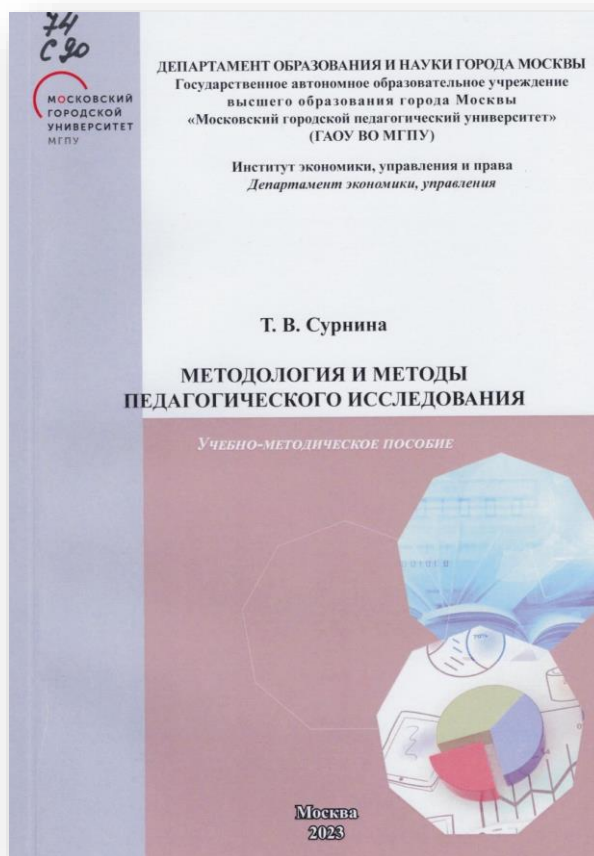 74
С 90
МОСКОВСКИЙ
ГОРОДСКОЙ
УНИВЕРСИТЕТ
МГПУ
ДЕПАРТАМЕНТ ОБРАЗОВАНИЯ И НАУКИ ГОРОДА МОСКВЫ
Государственное автономное образовательное учреждение
высшего образования города Москвы
«Московский городской педагогический университет»
(ГАОУ ВО МГПУ)
Институт экономики, управления и права
Департамент экономики, управления
Т. В. Сурнина
МЕТОДОЛОГИЯ И МЕТОДЫ
ПЕДАГОГИЧЕСКОГО ИССЛЕДОВАНИЯ
УЧЕБНО-МЕТОДИЧЕСКОЕ ПОСОБИЕ
Москва
2023